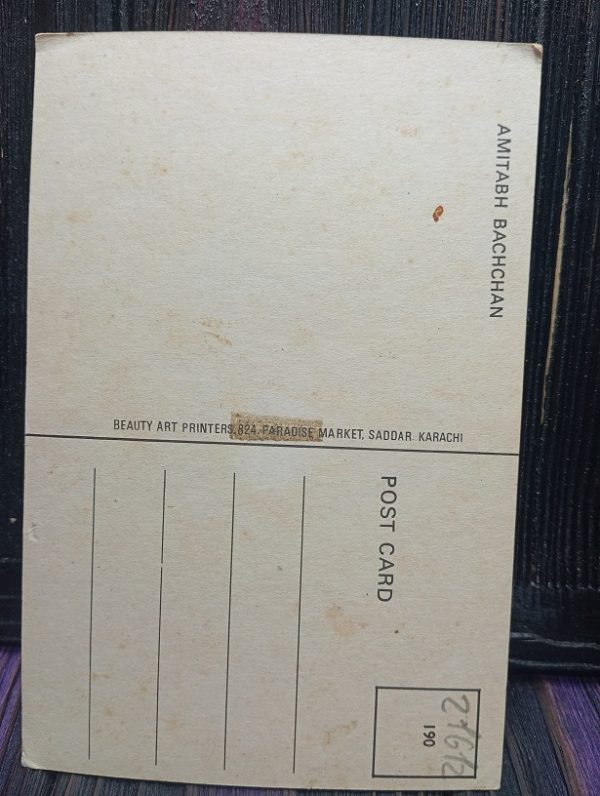 AMITABH BACHCHAN
BEAUTY ART PRINTERS, 824, PARADISE MARKET, SADDAR. KARACHI
POST CARD
190